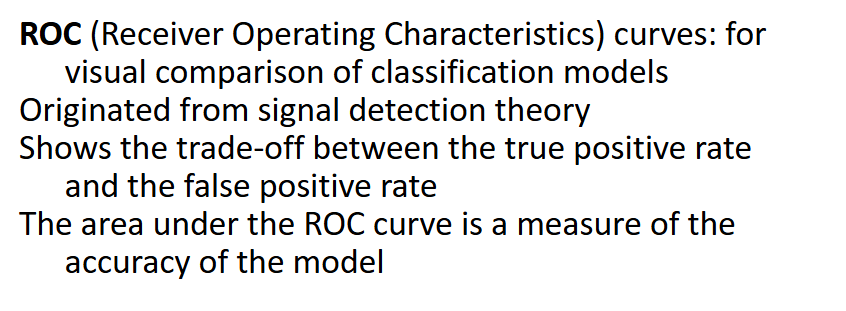 ROC (Receiver Operating Characteristics) curves: for
visual comparison of classification models
Originated from signal detection theory
Shows the trade-off between the true positive rate
and the false positive rate
The area under the ROC curve is a measure of the
accuracy of the model